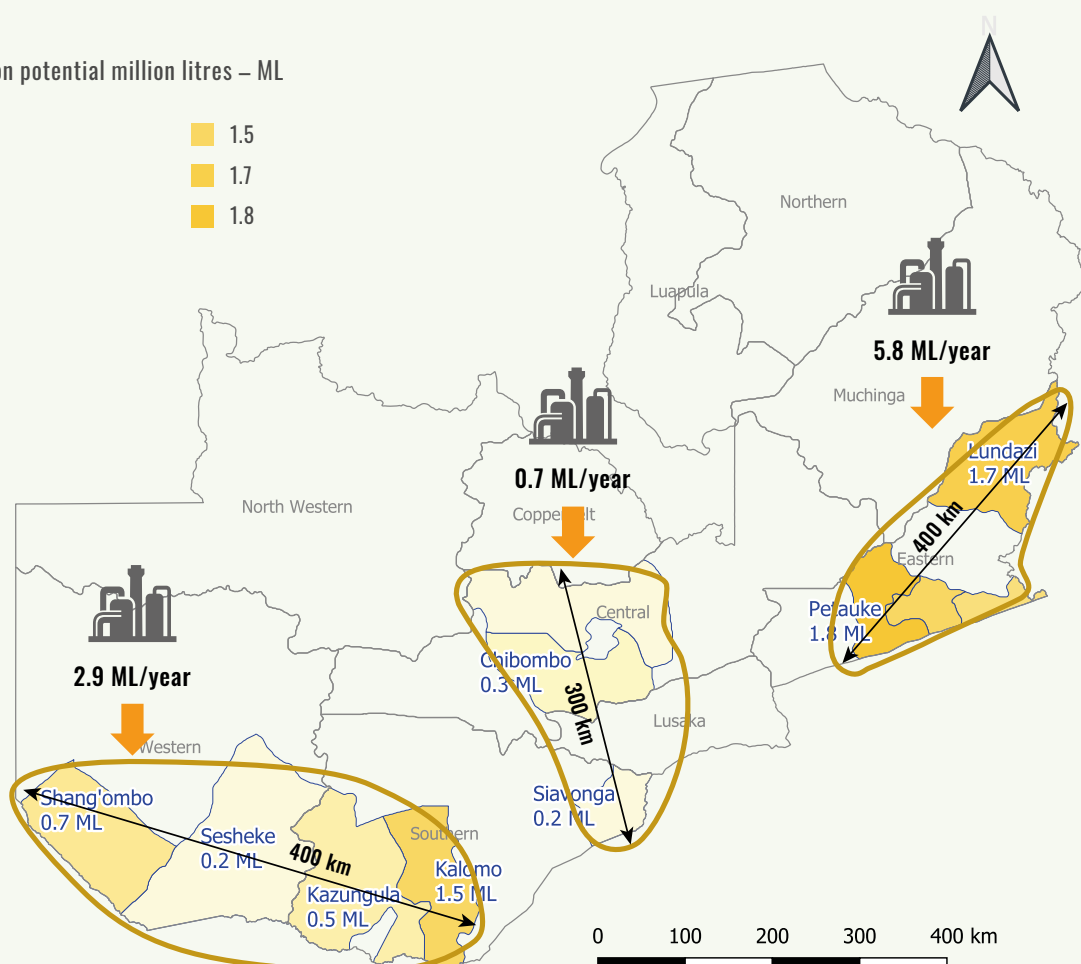 on potential million litres – ML
1.5
1.7
1.8
N
Northern
Luapula
5.8 ML/year
Muchinga
Lundazi
1.7 ML
400 km
Eastern
Petauke
1.8 ML
0.7 ML/year
North Western
Copperbelt
Central
Chibombo
0.3 ML
300 km
Lusaka
Siavonga
0.2 ML
2.9 ML/year
Western
Shang'ombo
0.7 ML
Sesheke
0.2 ML
400 km
Southern
Kalomo
1.5 ML
Kazungula
0.5 ML
0 100 200 300 400 km